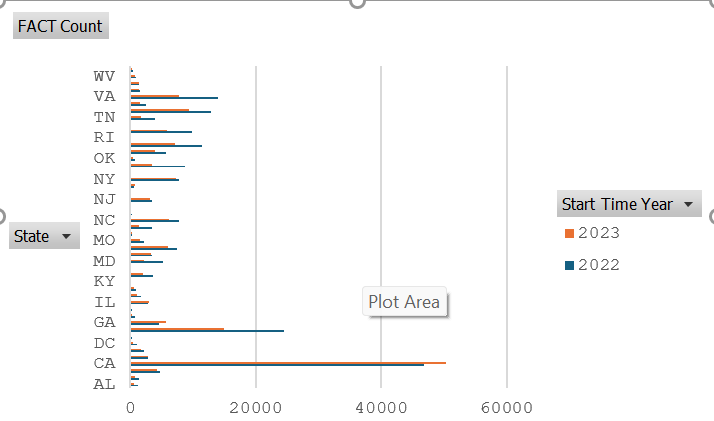 FACT Count
WV
VA
TN
RI
OK
NY
NJ
NC
MO
MD
KY
IL
GA
DC
CA
AL
State
0 20000 40000 60000
Plot Area
Start Time Year
2023
2022